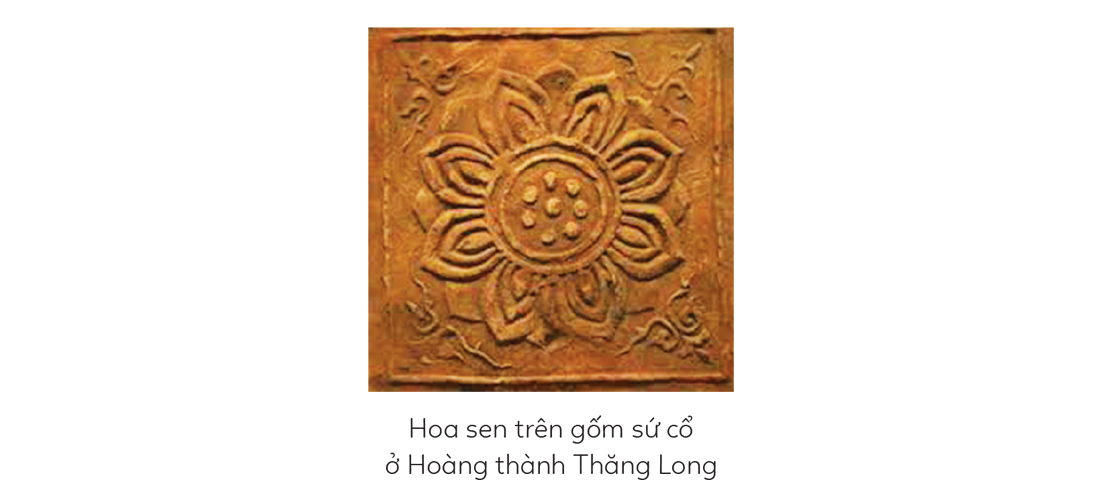 Hoa sen trên gốm sứ cổ
ở Hoàng thành Thăng Long